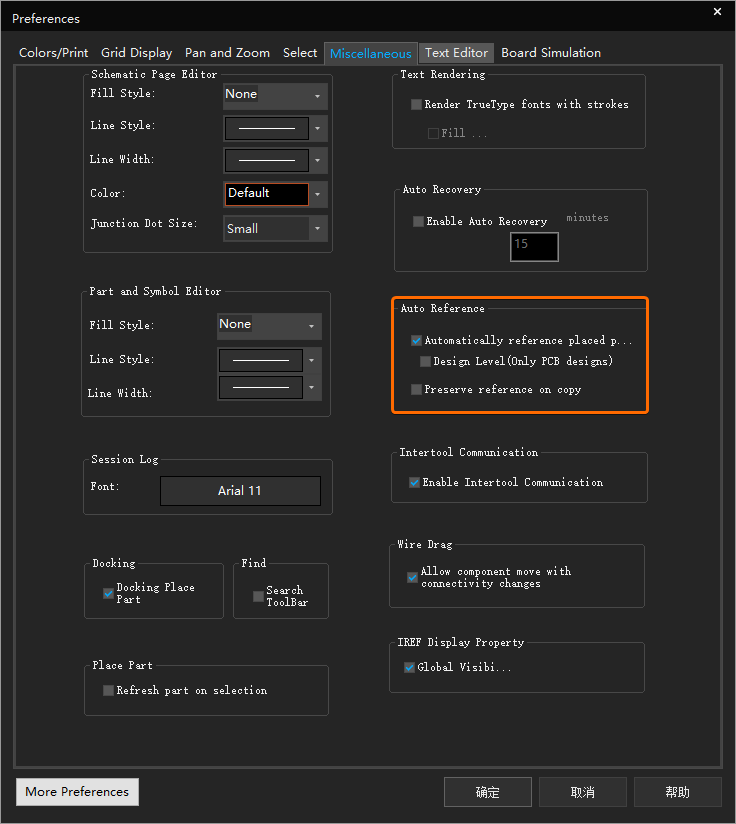 Preferences
Colors/Print Grid Display Pan and Zoom Select Miscellaneous Text Editor Board Simulation
Schematic Page Editor
Fill Style: None
Line Style:
Line Width:
Color: Default
Junction Dot Size: Small
Part and Symbol Editor
Fill Style: None
Line Style:
Line Width:
Session Log
Font: Arial 11
Docking
Docking Place
Part
Find
Search
ToolBar
Place Part
Refresh part on selection
Text Rendering
Render TrueType fonts with strokes
Fill ...
Auto Recovery
Enable Auto Recovery minutes
15
Auto Reference
Automatically reference placed p...
Design Level(Only PCB designs)
Preserve reference on copy
Intertool Communication
Enable Intertool Communication
Wire Drag
Allow component move with
connectivity changes
IREF Display Property
Global Visibi...
More Preferences 确定 取消 帮助